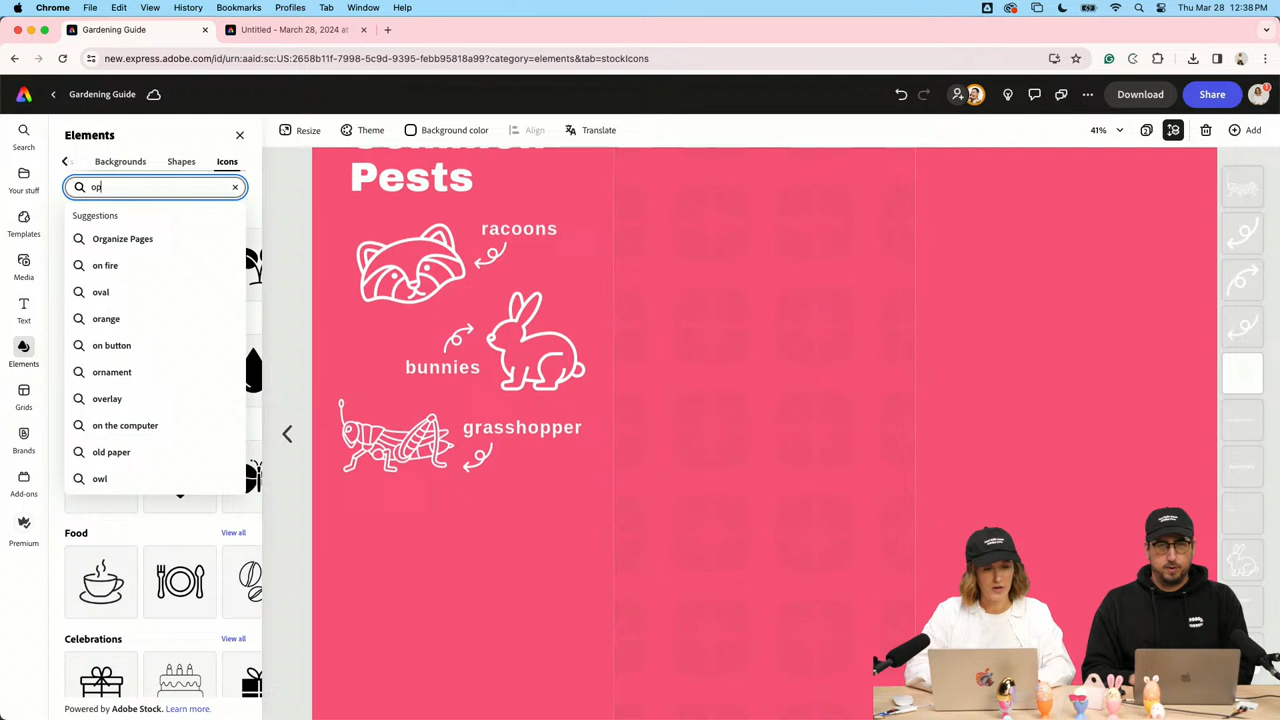 Chrome File Edit View History Bookmarks Profiles Tab Window Help
Thu Mar 28 12:38 PM
Gardening Guide
Untitled - March 28, 2024 at
new.express.adobe.com/id/urn:aaid:sc:US:2658b11f-7998-5c9d-9395-febb95818a99?category=elements&tab=stockIcons
Gardening Guide
Download
Share
Elements
Resize
Theme
Background color
Align
Translate
41%
2
Add
Search
Your stuff
Templates
Media
Text
Elements
Grids
Brands
Add-ons
Premium
Backgrounds
Shapes
Icons
op
Suggestions
Organize Pages
on fire
oval
orange
on button
ornament
overlay
on the computer
old paper
owl
Food
View all
Celebrations
View all
Powered by Adobe Stock. Learn more.
Pests
racoons
bunnies
grasshopper